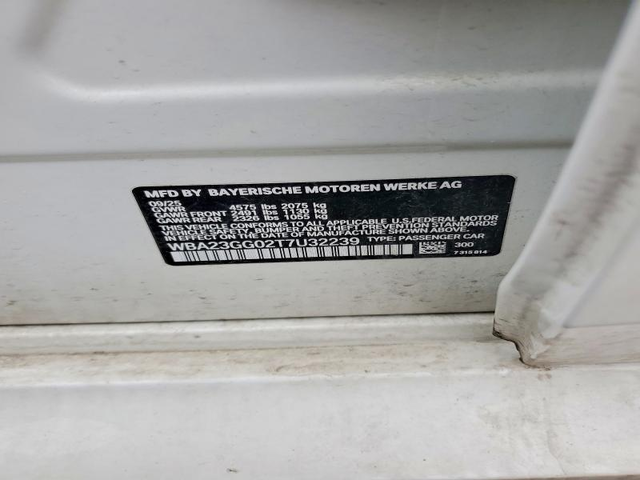 MFD BY BAYERISCHE MOTOREN WERKE AG
09/25
GVWR 4575 lbs 2075 kg
GAWR FRONT 2491 lbs 1130 kg
GAWR REAR 2326 lbs 1055 kg
THIS VEHICLE CONFORMS TO ALL APPLICABLE U.S. FEDERAL MOTOR
VEHICLE SAFETY, BUMPER, AND THEFT PREVENTION STANDARDS
IN EFFECT ON THE DATE OF MANUFACTURE SHOWN ABOVE.
WBA23GG02T7U32239 TYPE: PASSENGER CAR
300
7 315 814